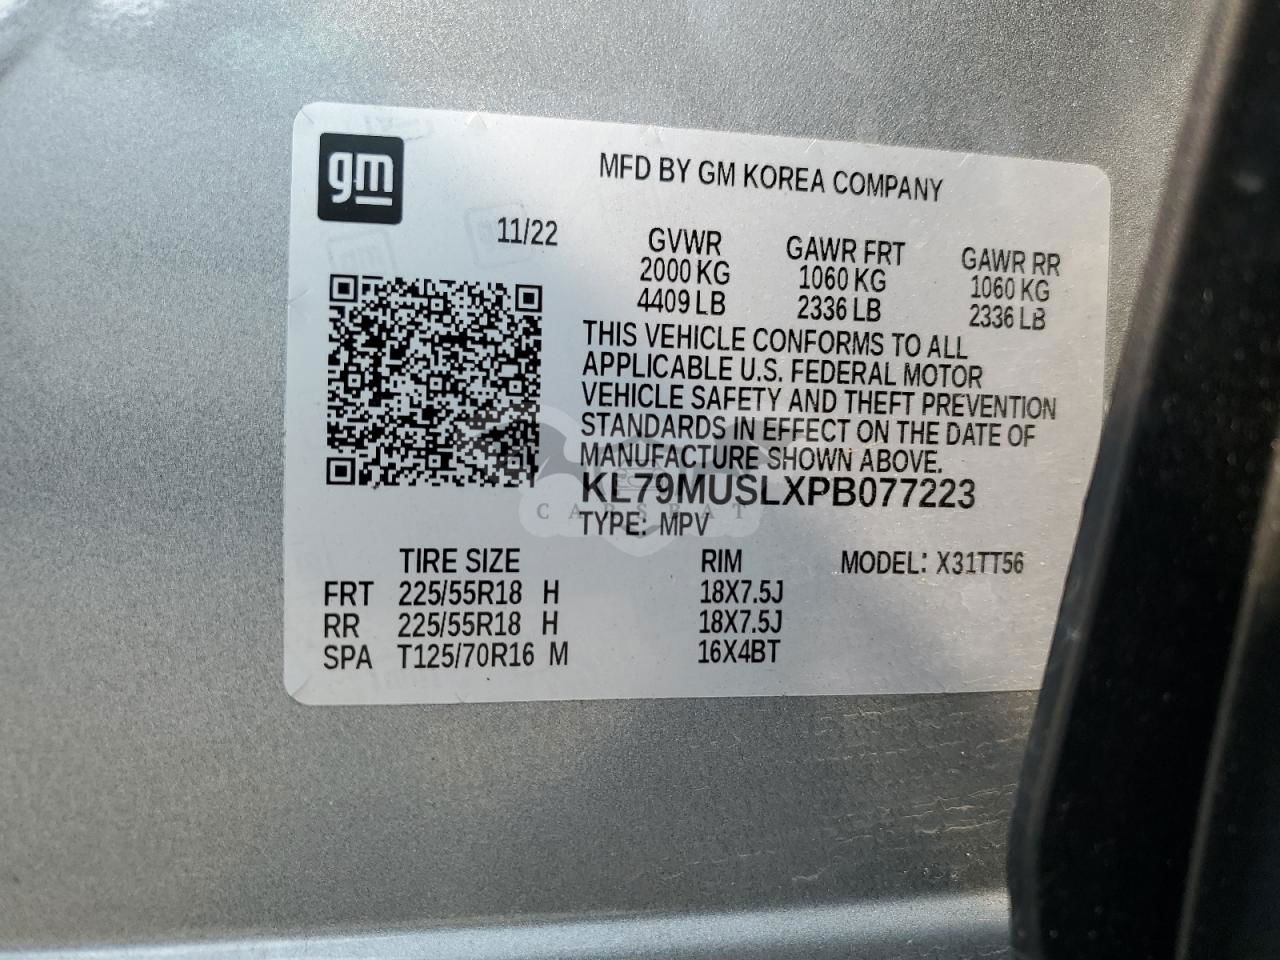 gm
MFD BY GM KOREA COMPANY
11/22
GVWR GAWR FRT GAWR RR
2000 KG 1060 KG 1060 KG
4409 LB 2336 LB 2336 LB
THIS VEHICLE CONFORMS TO ALL
APPLICABLE U.S. FEDERAL MOTOR
VEHICLE SAFETY AND THEFT PREVENTION
STANDARDS IN EFFECT ON THE DATE OF
MANUFACTURE SHOWN ABOVE.
KL79MUSLXPB077223
CARSBAT
TYPE: MPV
TIRE SIZE RIM MODEL: X31TT56
FRT 225/55R18 H 18X7.5J
RR 225/55R18 H 18X7.5J
SPA T125/70R16 M 16X4BT